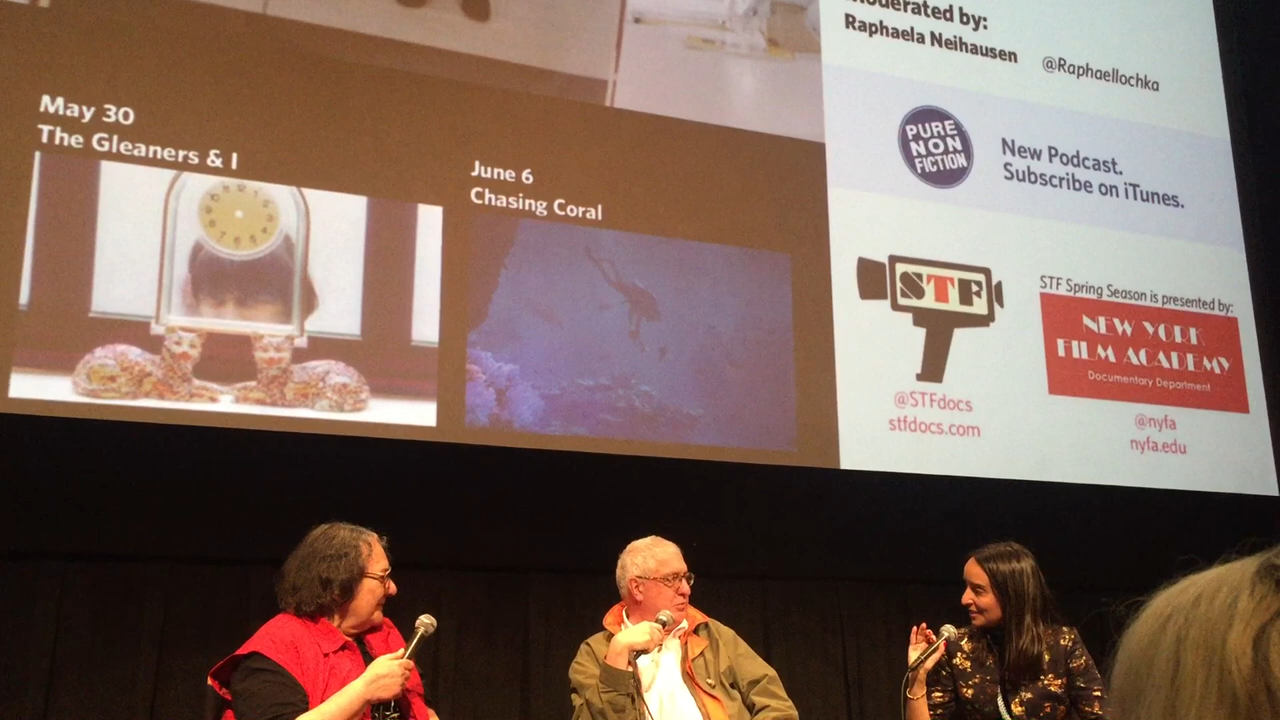 May 30
The Gleaners & I
June 6
Chasing Coral
moderated by:
Raphaela Neihausen @Raphaellochka
PURE
NON
FICTION
New Podcast.
Subscribe on iTunes.
STF
@STFdocs
stfdocs.com
STF Spring Season is presented by:
NEW YORK
FILM ACADEMY
Documentary Department
@nyfa
nyfa.edu